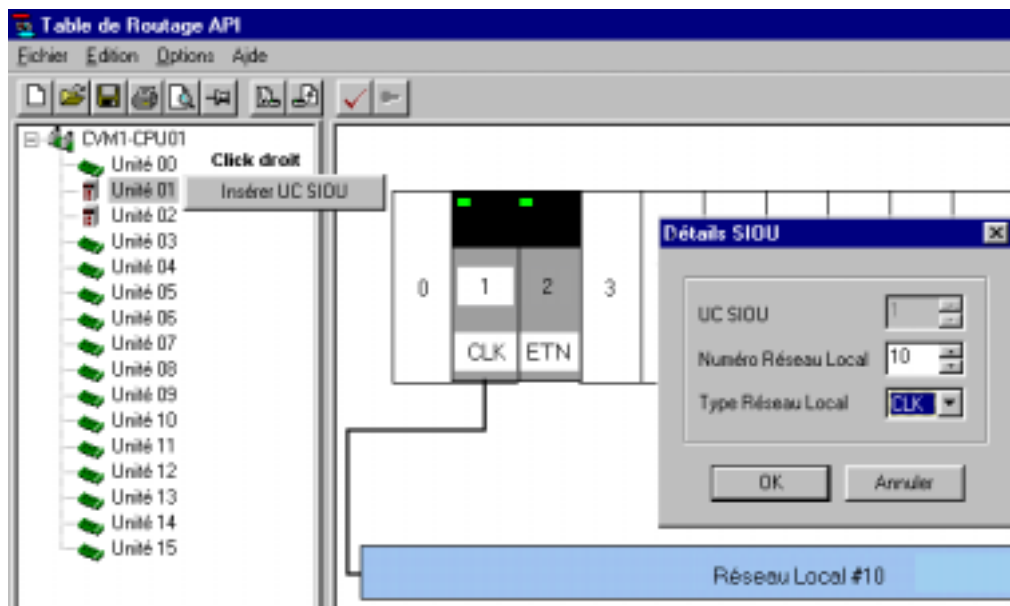 Table de Routage API
Fichier Edition Options Aide
CVM1-CPU01
Unité 00
Click droit
Unité 01
Insérer UC SIOU
Unité 02
Unité 03
Unité 04
Unité 05
Unité 06
Unité 07
Unité 08
Unité 09
Unité 10
Unité 11
Unité 12
Unité 13
Unité 14
Unité 15
0 1 2 3
CLK ETN
Détails SIOU
UC SIOU 1
Numéro Réseau Local 10
Type Réseau Local CLK
OK Annuler
Réseau Local #10